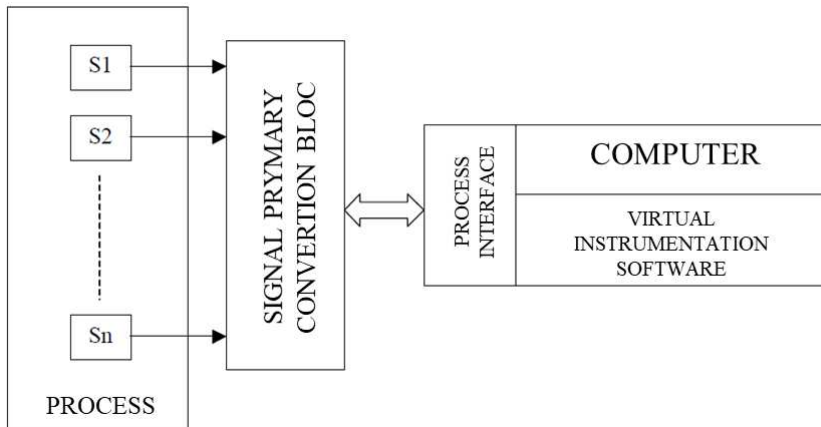 S1
S2
Sn
PROCESS
SIGNAL PRYMARY
CONVERTION BLOC
PROCESS
INTERFACE
COMPUTER
VIRTUAL
INSTRUMENTATION
SOFTWARE